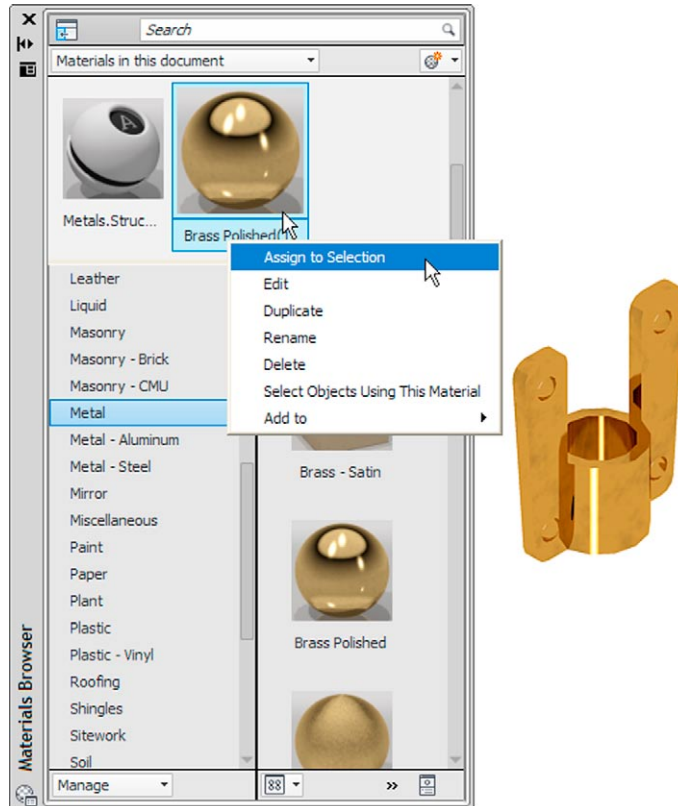 Search
Materials in this document
A
Metals.Struc...
Brass Polished(1)
Assign to Selection
Edit
Duplicate
Rename
Delete
Select Objects Using This Material
Add to
Leather
Liquid
Masonry
Masonry - Brick
Masonry - CMU
Metal
Metal - Aluminum
Metal - Steel
Mirror
Miscellaneous
Paint
Paper
Plant
Plastic
Plastic - Vinyl
Roofing
Shingles
Sitework
Soil
Brass - Satin
Brass Polished
Manage
»
Materials Browser